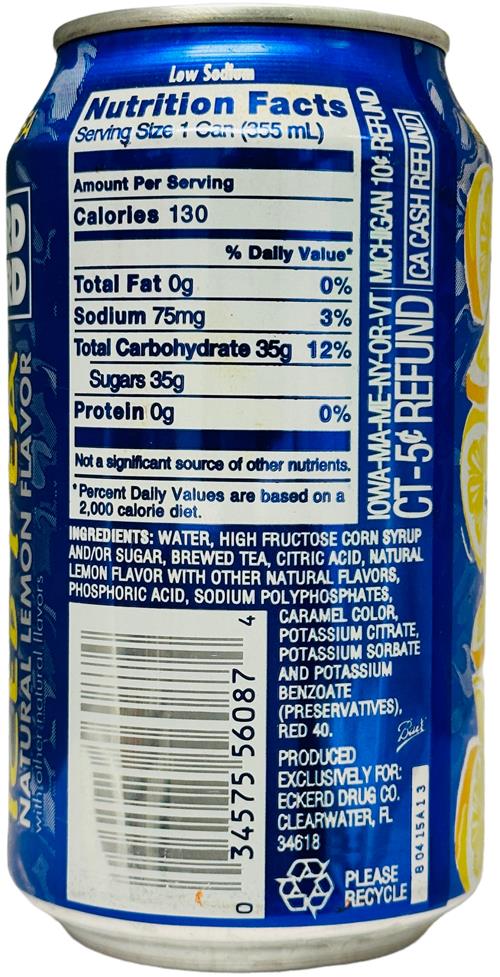 Low Sodium
Nutrition Facts
Serving Size 1 Can (355 mL)
Amount Per Serving
Calories 130
% Daily Value*
Total Fat 0g 0%
Sodium 75mg 3%
Total Carbohydrate 35g 12%
Sugars 35g
Protein 0g 0%
Not a significant source of other nutrients.
*Percent Daily Values are based on a
2,000 calorie diet.
INGREDIENTS: WATER, HIGH FRUCTOSE CORN SYRUP
AND/OR SUGAR, BREWED TEA, CITRIC ACID, NATURAL
LEMON FLAVOR WITH OTHER NATURAL FLAVORS,
PHOSPHORIC ACID, SODIUM POLYPHOSPHATES,
CARAMEL COLOR,
POTASSIUM CITRATE,
POTASSIUM SORBATE
AND POTASSIUM
BENZOATE
(PRESERVATIVES),
RED 40.
PRODUCED
EXCLUSIVELY FOR:
ECKERD DRUG CO.
CLEARWATER, FL
34618
PLEASE
RECYCLE
0 34575 56087 4
80415A13
IOWA-MA-ME-NY-OR-VT MICHIGAN 10¢ REFUND
CT-5¢ REFUND CA CASH REFUND
ICED TEA
NATURAL LEMON FLAVOR
with other natural flavors